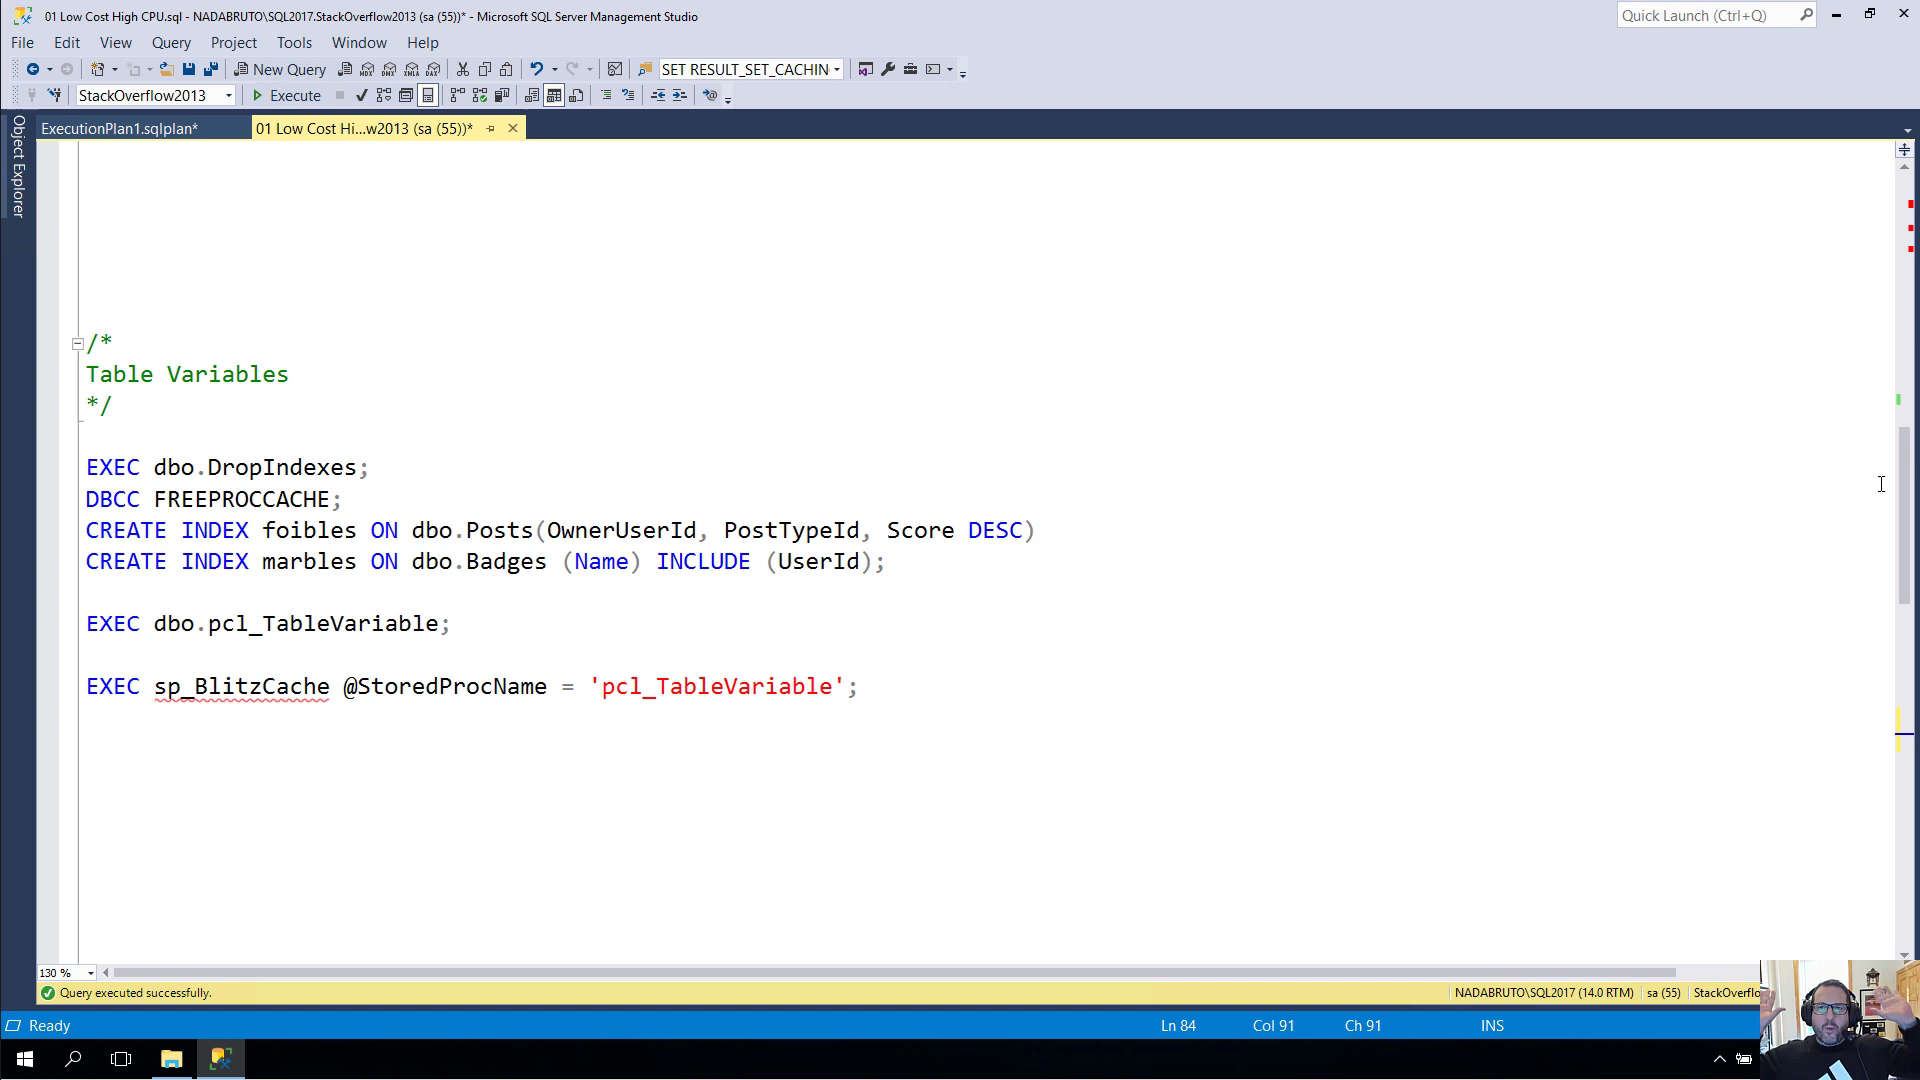 01 Low Cost High CPU.sql - NADABRUTO\SQL2017.StackOverflow2013 (sa (55))* - Microsoft SQL Server Management Studio
Quick Launch (Ctrl+Q)
File Edit View Query Project Tools Window Help
New Query
MDX DMX XMLA DAX
SET RESULT_SET_CACHIN
StackOverflow2013
Execute
Object Explorer
ExecutionPlan1.sqlplan*
01 Low Cost Hi...w2013 (sa (55))*
/*
Table Variables
*/
EXEC dbo.DropIndexes;
DBCC FREEPROCCACHE;
CREATE INDEX foibles ON dbo.Posts(OwnerUserId, PostTypeId, Score DESC)
CREATE INDEX marbles ON dbo.Badges (Name) INCLUDE (UserId);
EXEC dbo.pcl_TableVariable;
EXEC sp_BlitzCache @StoredProcName = 'pcl_TableVariable';
130 %
Query executed successfully.
NADABRUTO\SQL2017 (14.0 RTM)
sa (55)
StackOverflo
Ready
Ln 84
Col 91
Ch 91
INS